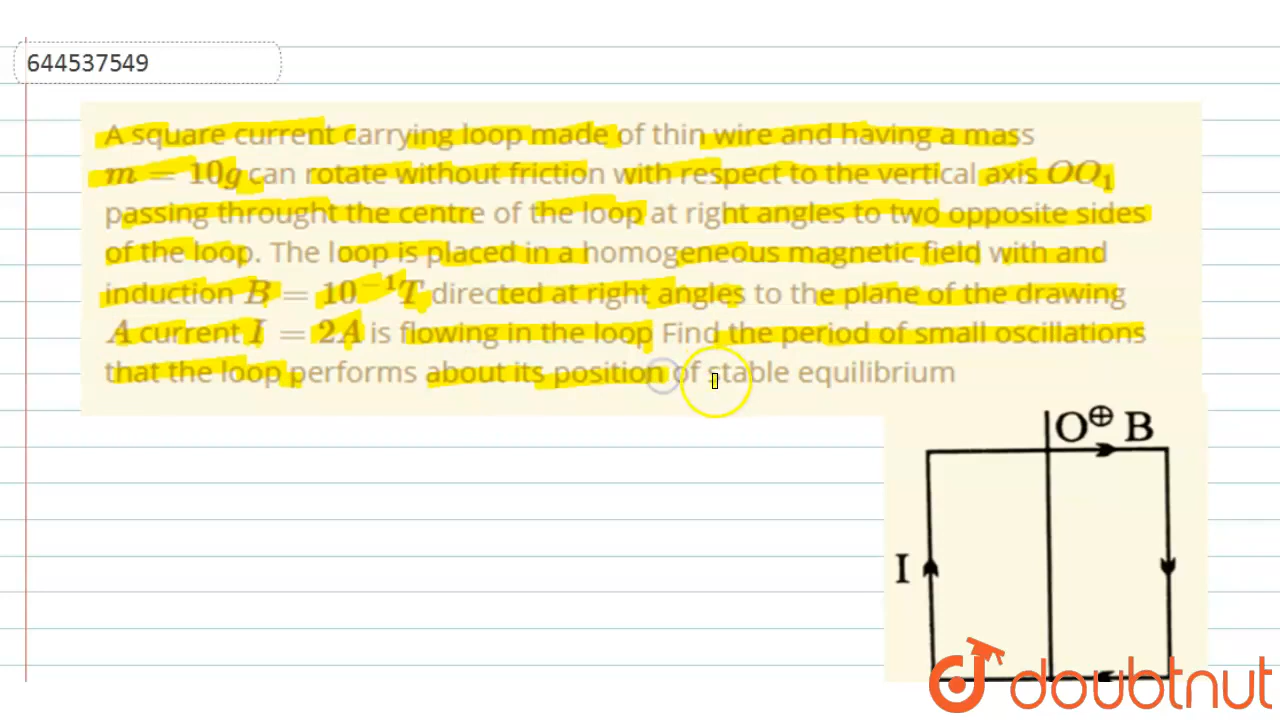 644537549
A square current carrying loop made of thin wire and having a mass
m = 10g can rotate without friction with respect to the vertical axis OO₁
passing throught the centre of the loop at right angles to two opposite sides
of the loop. The loop is placed in a homogeneous magnetic field with and
induction B = 10⁻¹T directed at right angles to the plane of the drawing
A current I = 2A is flowing in the loop Find the period of small oscillations
that the loop performs about its position of stable equilibrium
O⊕ B
I
doubtnut